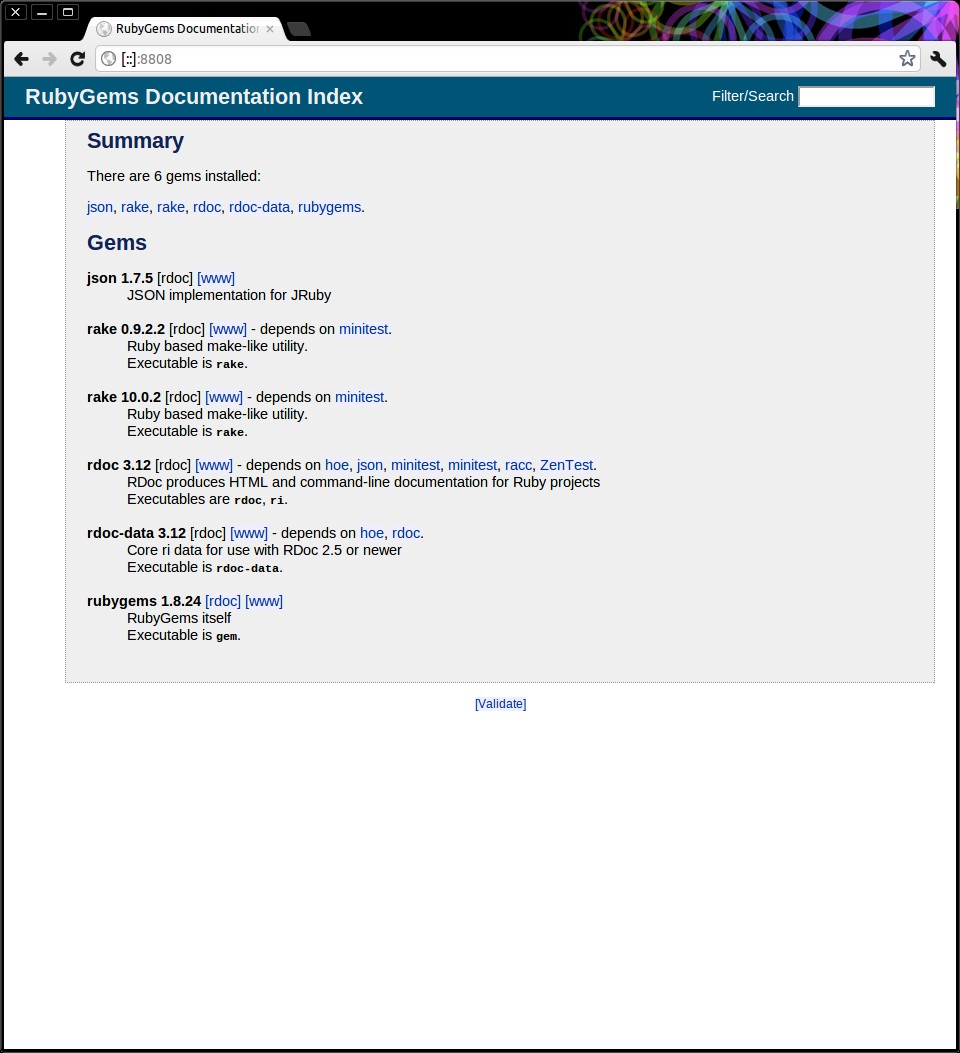 RubyGems Documentation
[::]:8808
RubyGems Documentation Index
Filter/Search
Summary
There are 6 gems installed:
json, rake, rake, rdoc, rdoc-data, rubygems.
Gems
json 1.7.5 [rdoc] [www]
JSON implementation for JRuby
rake 0.9.2.2 [rdoc] [www] - depends on minitest.
Ruby based make-like utility.
Executable is rake.
rake 10.0.2 [rdoc] [www] - depends on minitest.
Ruby based make-like utility.
Executable is rake.
rdoc 3.12 [rdoc] [www] - depends on hoe, json, minitest, minitest, racc, ZenTest.
RDoc produces HTML and command-line documentation for Ruby projects
Executables are rdoc, ri.
rdoc-data 3.12 [rdoc] [www] - depends on hoe, rdoc.
Core ri data for use with RDoc 2.5 or newer
Executable is rdoc-data.
rubygems 1.8.24 [rdoc] [www]
RubyGems itself
Executable is gem.
[Validate]